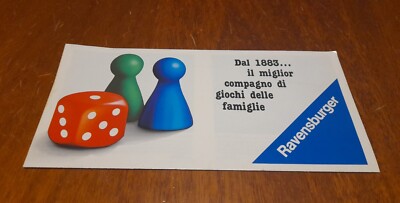 Dal 1883...
il miglior
compagno di
giochi delle
famiglie
Ravensburger